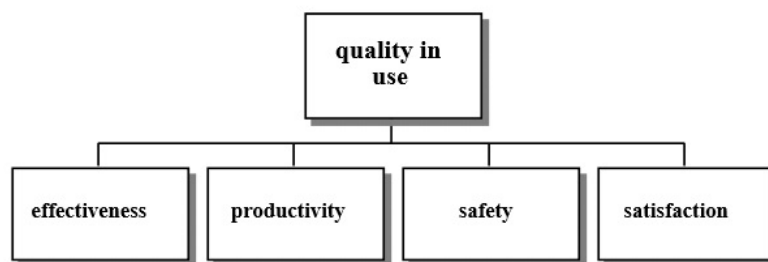 quality in
use
effectiveness
productivity
safety
satisfaction